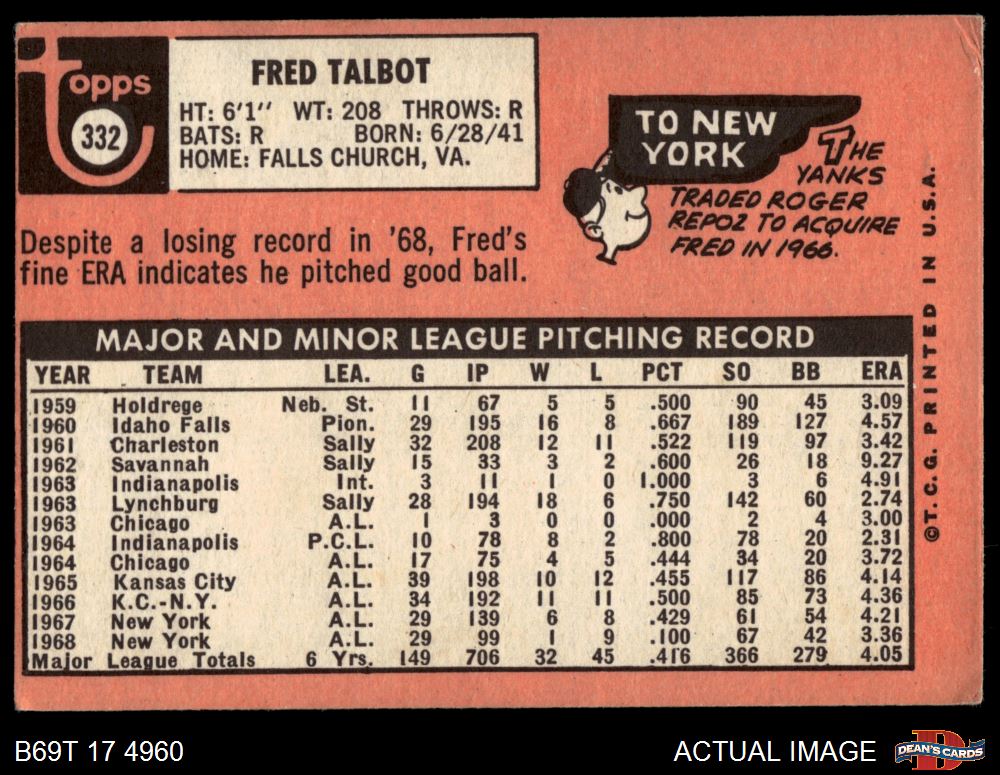 topps
332
FRED TALBOT
HT: 6'1" WT: 208 THROWS: R
BATS: R BORN: 6/28/41
HOME: FALLS CHURCH, VA.
TO NEW
YORK
THE
YANKS
TRADED ROGER
REPOZ TO ACQUIRE
FRED IN 1966.
Despite a losing record in '68, Fred's
fine ERA indicates he pitched good ball.
MAJOR AND MINOR LEAGUE PITCHING RECORD
YEAR TEAM LEA. G IP W L PCT SO BB ERA
1959 Holdrege Neb. St. 11 67 5 5 .500 90 45 3.09
1960 Idaho Falls Pion. 29 195 16 8 .667 189 127 4.57
1961 Charleston Sally 32 208 12 11 .522 119 97 3.42
1962 Savannah Sally 15 33 3 2 .600 26 18 9.27
1963 Indianapolis Int. 3 11 1 0 1.000 3 6 4.91
1963 Lynchburg Sally 28 194 18 6 .750 142 60 2.74
1963 Chicago A.L. 1 3 0 0 .000 2 4 3.00
1964 Indianapolis P.C.L. 10 78 8 2 .800 78 20 2.31
1964 Chicago A.L. 17 75 4 5 .444 34 20 3.72
1965 Kansas City A.L. 39 198 10 12 .455 117 86 4.14
1966 K.C.-N.Y. A.L. 34 192 11 11 .500 85 73 4.36
1967 New York A.L. 29 139 6 8 .429 61 54 4.21
1968 New York A.L. 29 99 1 9 .100 67 42 3.36
Major League Totals 6 Yrs. 149 706 32 45 .416 366 279 4.05
©T.C.G. PRINTED IN U.S.A.
B69T 17 4960
ACTUAL IMAGE
DEAN'S CARDS